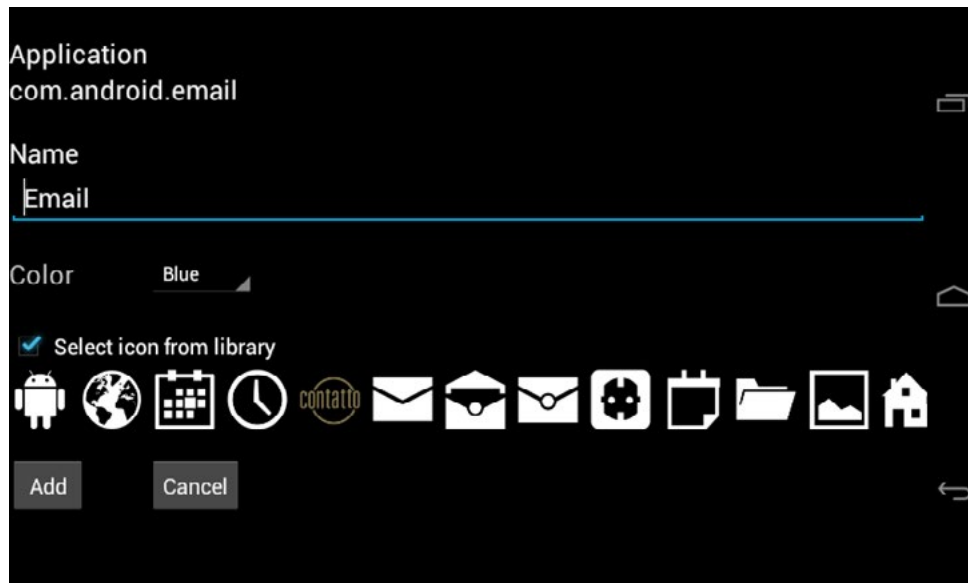 Application
com.android.email
Name
Email
Color Blue
Select icon from library
contatto
Add Cancel